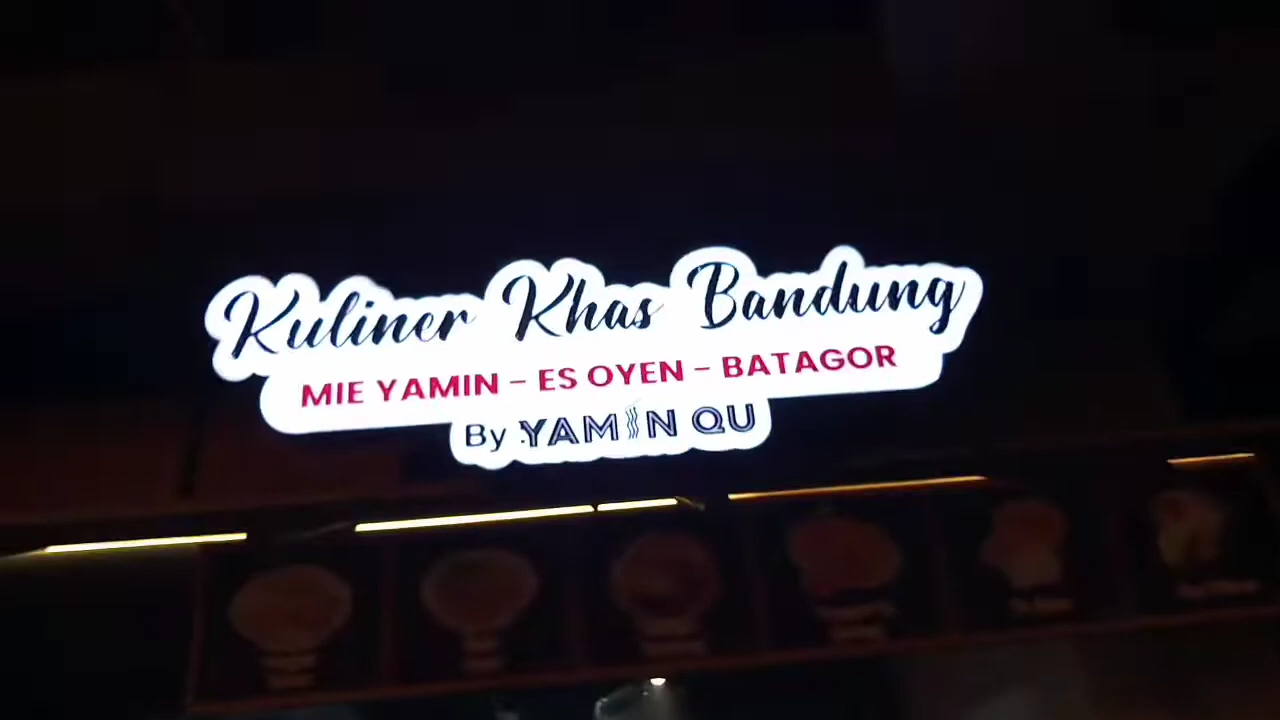 Kuliner Khas Bandung
MIE YAMIN - ES OYEN - BATAGOR
By YAMIN QU